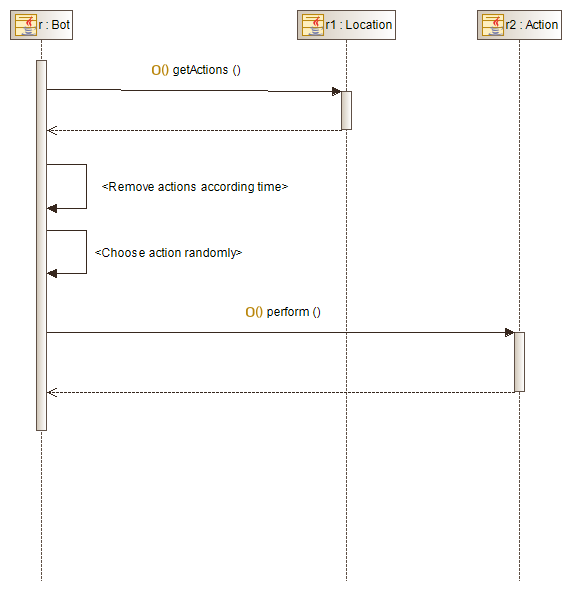 r : Bot
r1 : Location
r2 : Action
O() getActions ()
<Remove actions according time>
<Choose action randomly>
O() perform ()